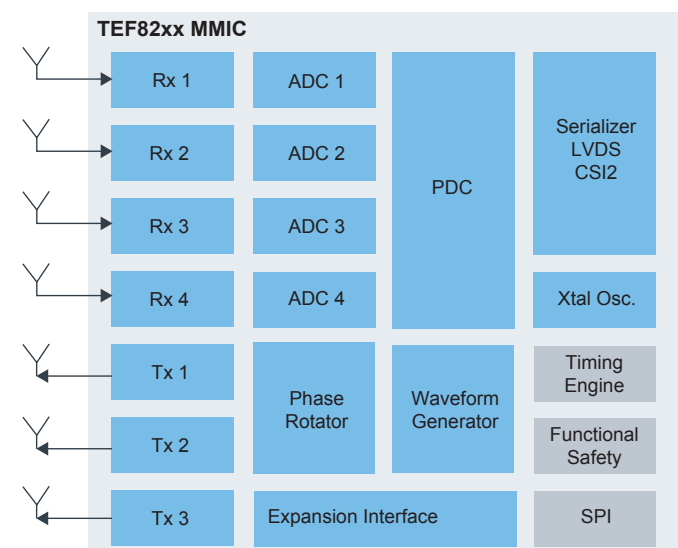 TEF82xx MMIC
Rx 1
ADC 1
Rx 2
ADC 2
Rx 3
ADC 3
Rx 4
ADC 4
PDC
Serializer
LVDS
CSI2
Xtal Osc.
Tx 1
Tx 2
Tx 3
Phase
Rotator
Waveform
Generator
Timing
Engine
Functional
Safety
Expansion Interface
SPI